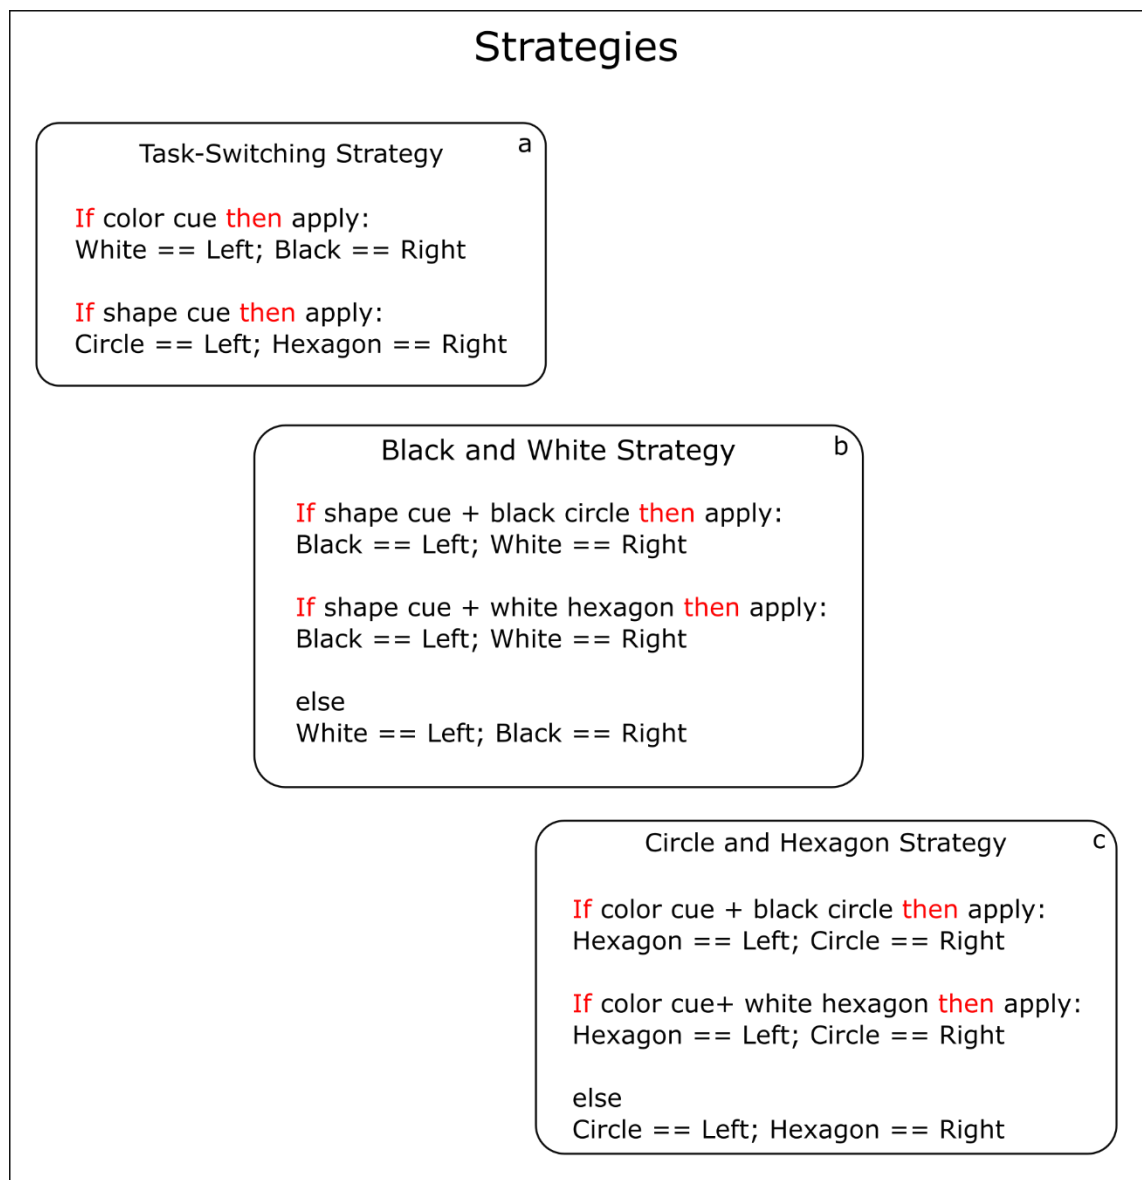 Strategies
a
Task-Switching Strategy
If color cue then apply:
White == Left; Black == Right
If shape cue then apply:
Circle == Left; Hexagon == Right
b
Black and White Strategy
If shape cue + black circle then apply:
Black == Left; White == Right
If shape cue + white hexagon then apply:
Black == Left; White == Right
else
White == Left; Black == Right
c
Circle and Hexagon Strategy
If color cue + black circle then apply:
Hexagon == Left; Circle == Right
If color cue+ white hexagon then apply:
Hexagon == Left; Circle == Right
else
Circle == Left; Hexagon == Right